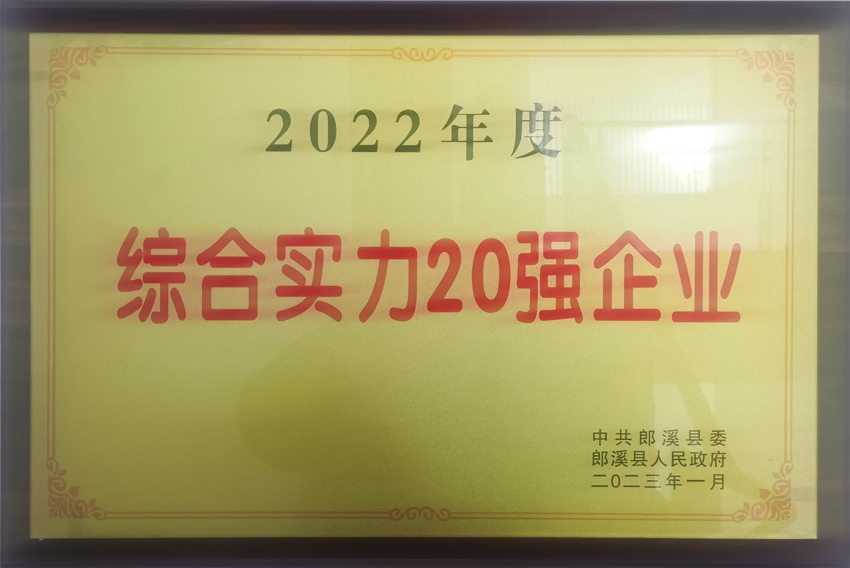 2022年度
综合实力20强企业
中共郎溪县委
郎溪县人民政府
二0二三年一月